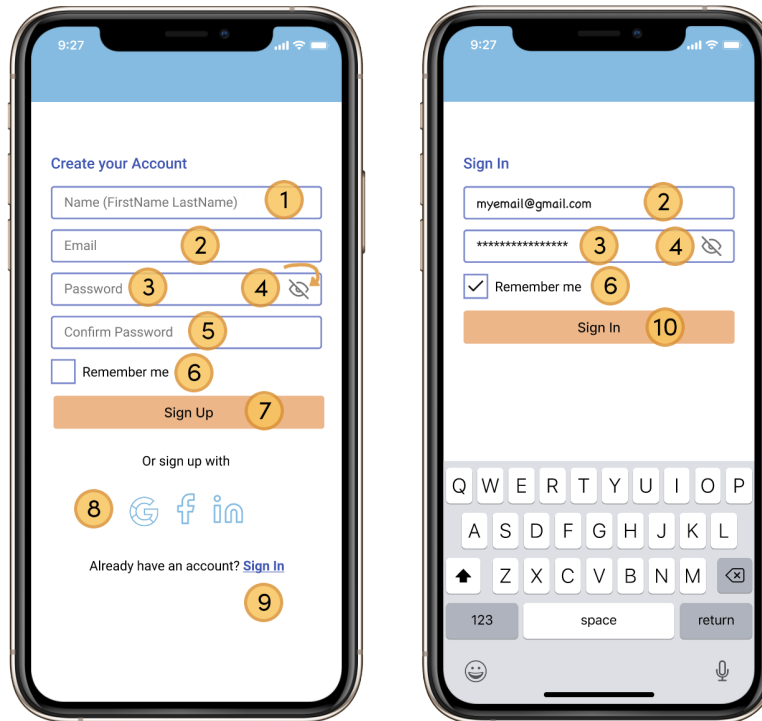 9:27
Create your Account
Name (FirstName LastName) 1
Email 2
Password 3 4
Confirm Password 5
Remember me 6
Sign Up 7
Or sign up with
8 G f in
Already have an account? Sign In
9
9:27
Sign In
myemail@gmail.com 2
**************** 3 4
Remember me 6
Sign In 10
Q W E R T Y U I O P
A S D F G H J K L
Z X C V B N M
123 space return